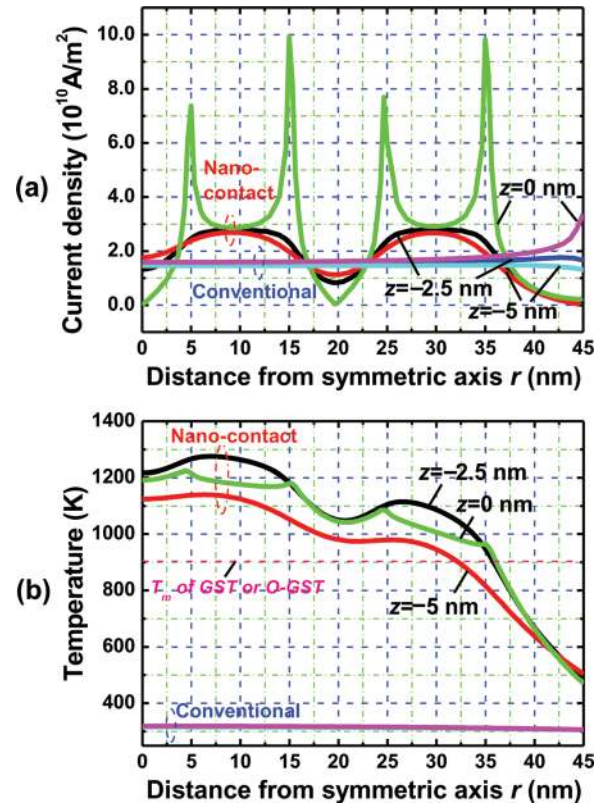 (a)
Current density (10¹⁰A/m²)
10.0
8.0
6.0
4.0
2.0
0.0
Nano-
contact
z=0 nm
Conventional
z=−2.5 nm
z=−5 nm
0 5 10 15 20 25 30 35 40 45
Distance from symmetric axis r (nm)
(b)
Temperature (K)
1400
1200
1000
800
600
400
Nano-contact
z=−2.5 nm
z=0 nm
Tm of GST or O-GST
z=−5 nm
Conventional
0 5 10 15 20 25 30 35 40 45
Distance from symmetric axis r (nm)